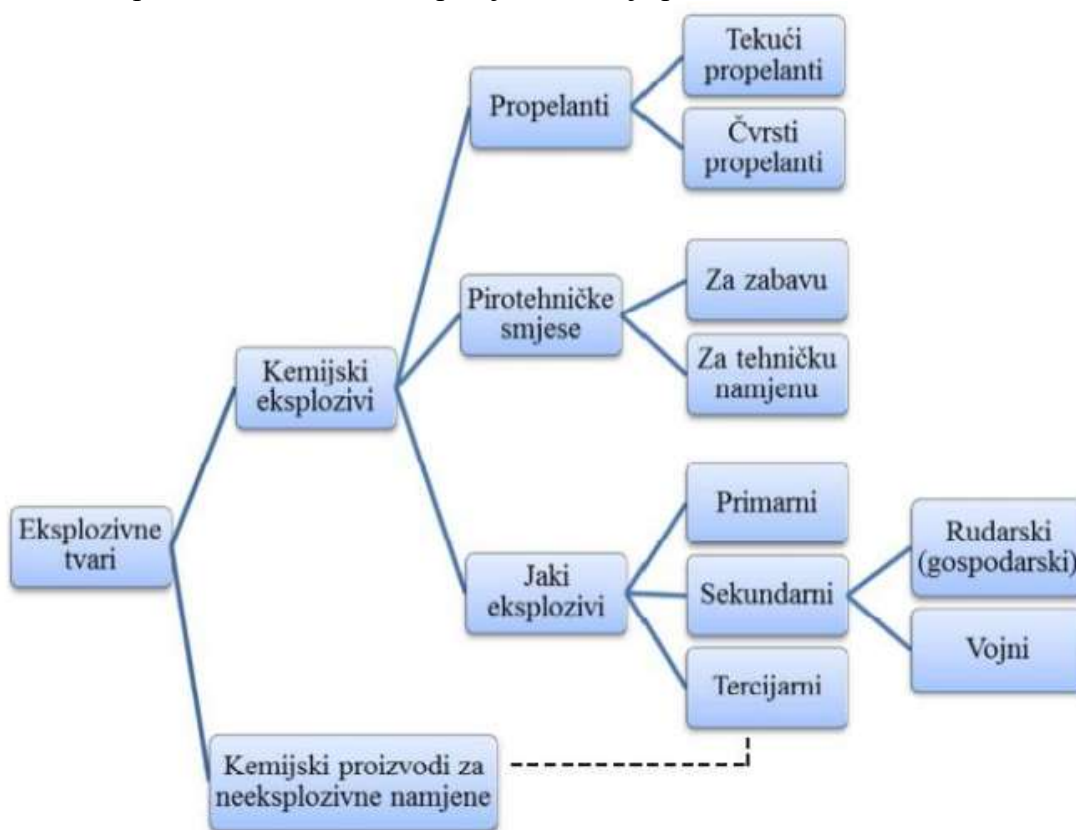 Tekući
propelanti
Propelanti
Čvrsti
propelanti
Za zabavu
Pirotehničke
smjese
Za tehničku
namjenu
Kemijski
eksplozivi
Primarni
Rudarski
(gospodarski)
Eksplozivne
tvari
Jaki
eksplozivi
Sekundarni
Vojni
Tercijarni
Kemijski proizvodi za
neeksplozivne namjene